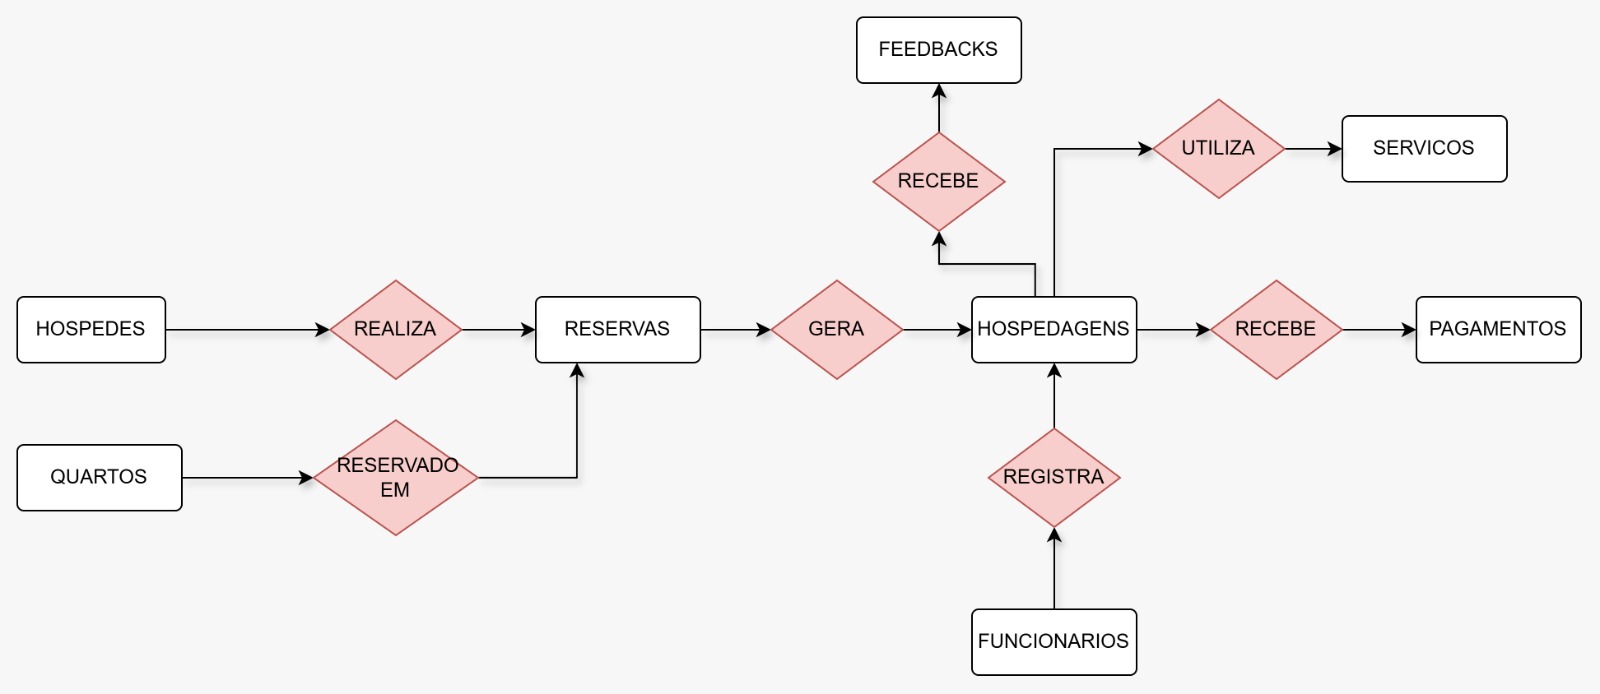 FEEDBACKS
UTILIZA
SERVICOS
RECEBE
HOSPEDES
REALIZA
RESERVAS
GERA
HOSPEDAGENS
RECEBE
PAGAMENTOS
QUARTOS
RESERVADO
EM
REGISTRA
FUNCIONARIOS